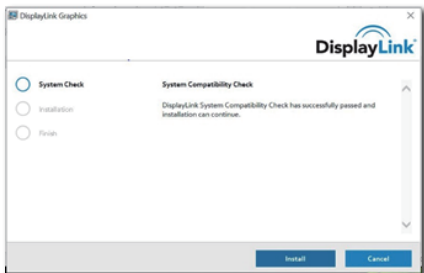 DisplayLink Graphics
DisplayLink
System Check
System Compatibility Check
DisplayLink System Compatibility Check has successfully passed and
installation can continue.
Installation
Finish
Install
Cancel